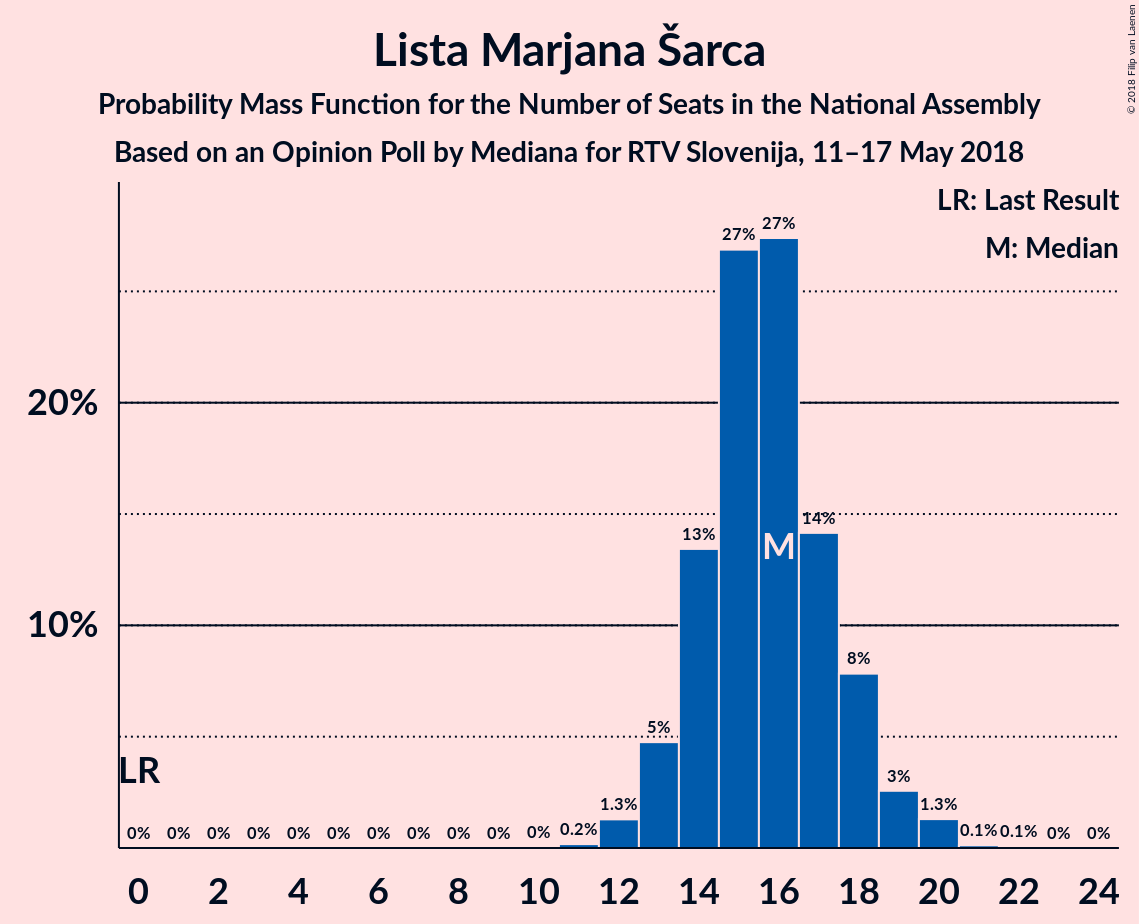 Lista Marjana Šarca
Probability Mass Function for the Number of Seats in the National Assembly
Based on an Opinion Poll by Mediana for RTV Slovenija, 11–17 May 2018
© 2018 Filip van Laenen
LR: Last Result
M: Median
20%
10%
LR
M
0% 0% 0% 0% 0% 0% 0% 0% 0% 0% 0% 0.2% 1.3% 5% 13% 27% 27% 14% 8% 3% 1.3% 0.1% 0.1% 0% 0%
0 2 4 6 8 10 12 14 16 18 20 22 24